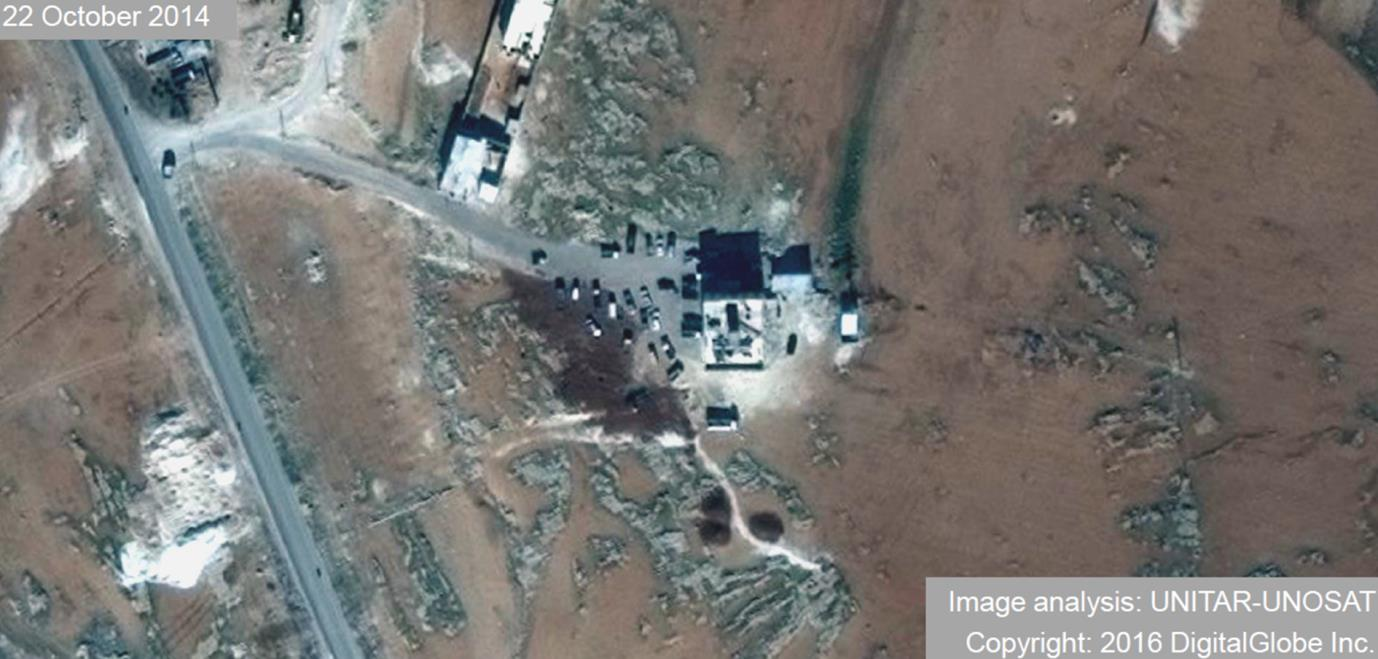 22 October 2014
Image analysis: UNITAR-UNOSAT
Copyright: 2016 DigitalGlobe Inc.